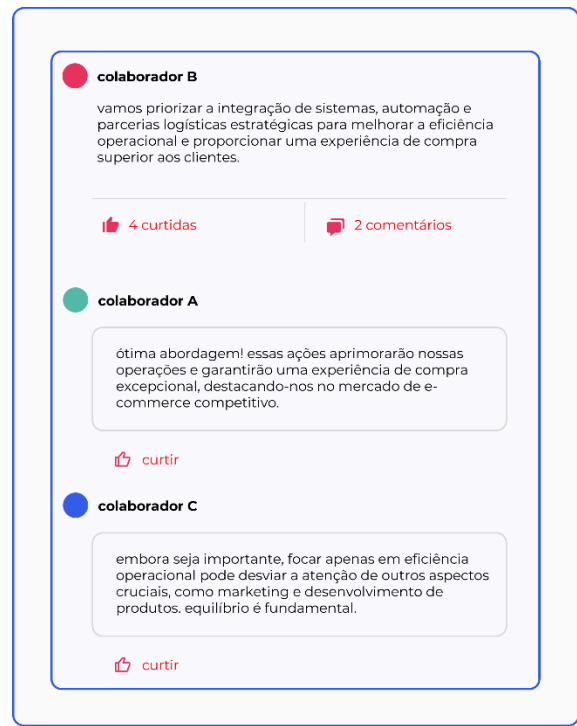 colaborador B
vamos priorizar a integração de sistemas, automação e
parcerias logísticas estratégicas para melhorar a eficiência
operacional e proporcionar uma experiência de compra
superior aos clientes.
4 curtidas
2 comentários
colaborador A
ótima abordagem! essas ações aprimorarão nossas
operações e garantirão uma experiência de compra
excepcional, destacando-nos no mercado de e-
commerce competitivo.
curtir
colaborador C
embora seja importante, focar apenas em eficiência
operacional pode desviar a atenção de outros aspectos
cruciais, como marketing e desenvolvimento de
produtos. equilíbrio é fundamental.
curtir